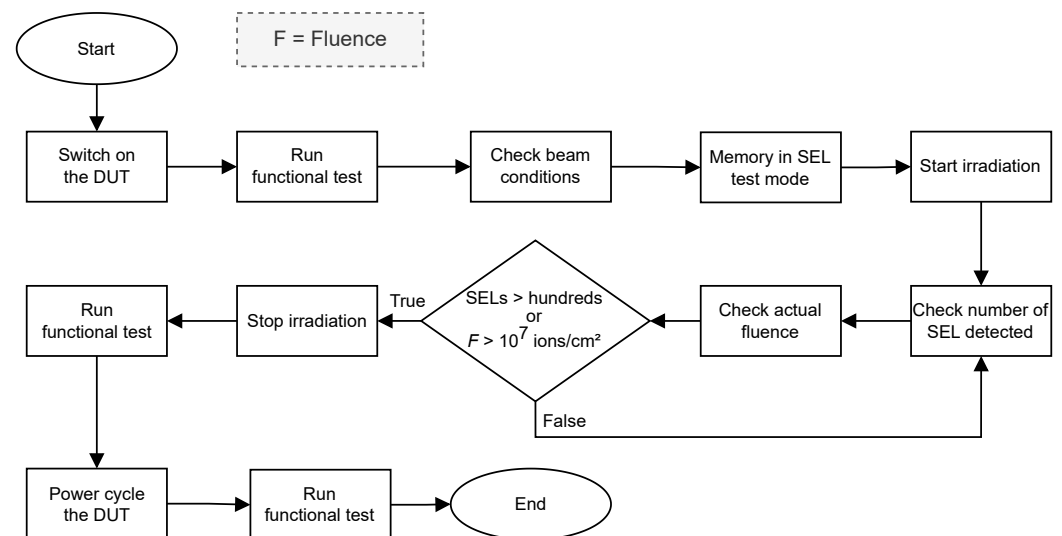 Start
F = Fluence
Switch on
the DUT
Run
functional test
Check beam
conditions
Memory in SEL
test mode
Start irradiation
Run
functional test
Stop irradiation
True
SELs > hundreds
or
F > 10⁷ ions/cm²
Check actual
fluence
Check number of
SEL detected
False
Power cycle
the DUT
Run
functional test
End